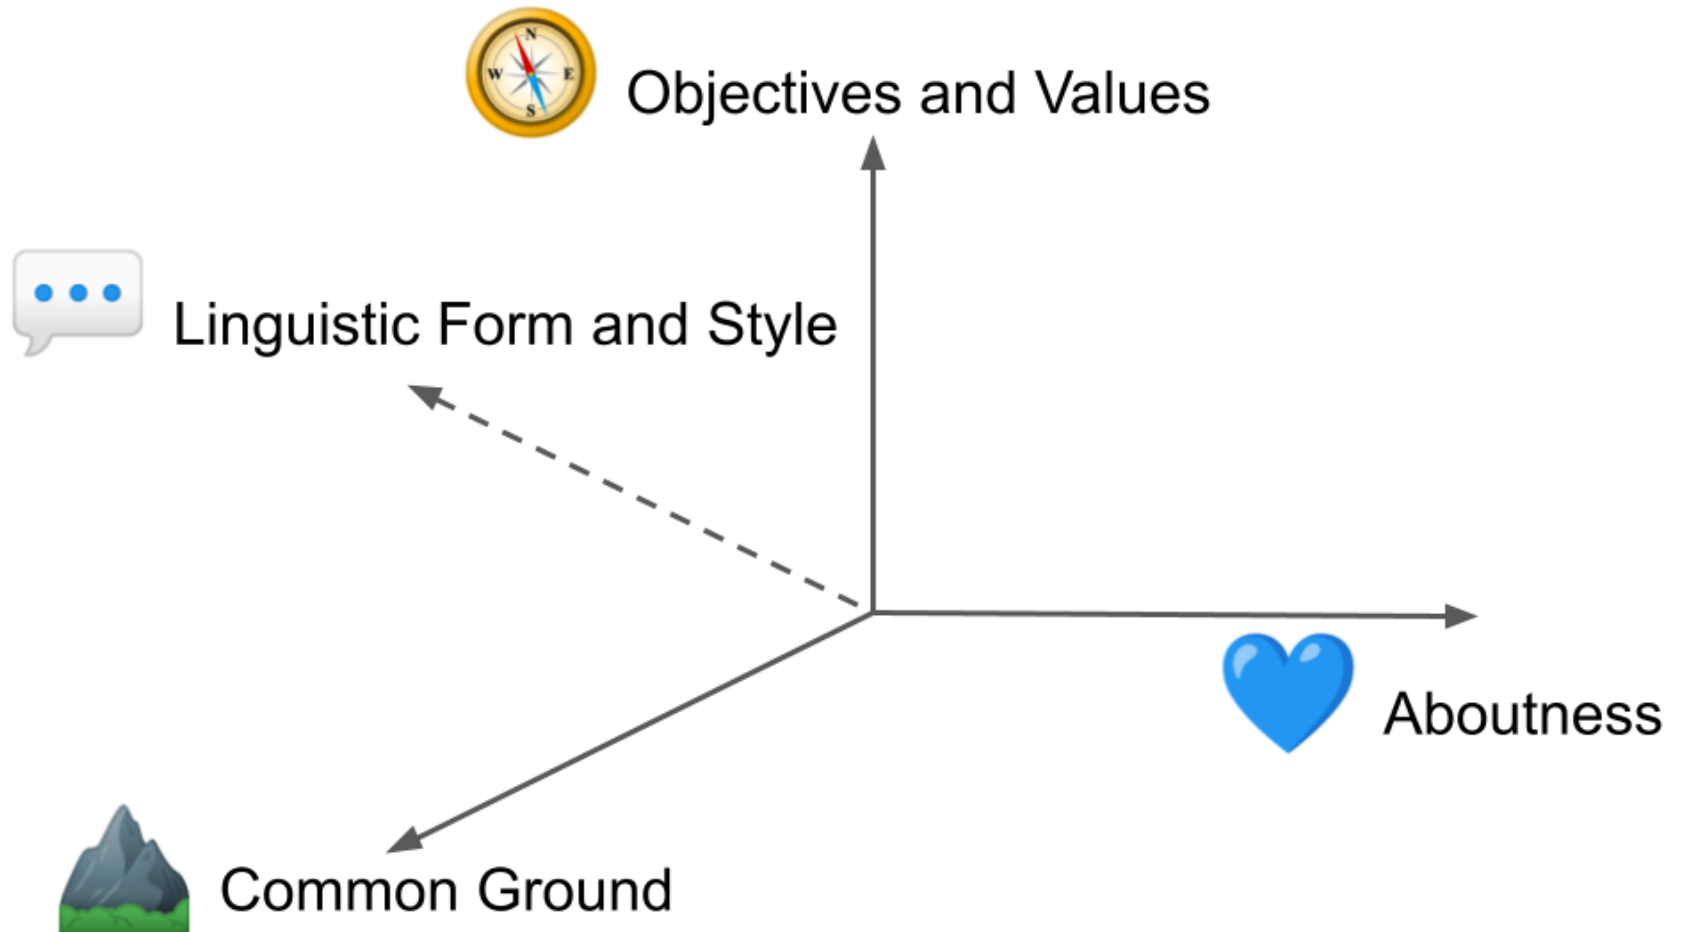 N
W E
S
Objectives and Values
Linguistic Form and Style
Aboutness
Common Ground